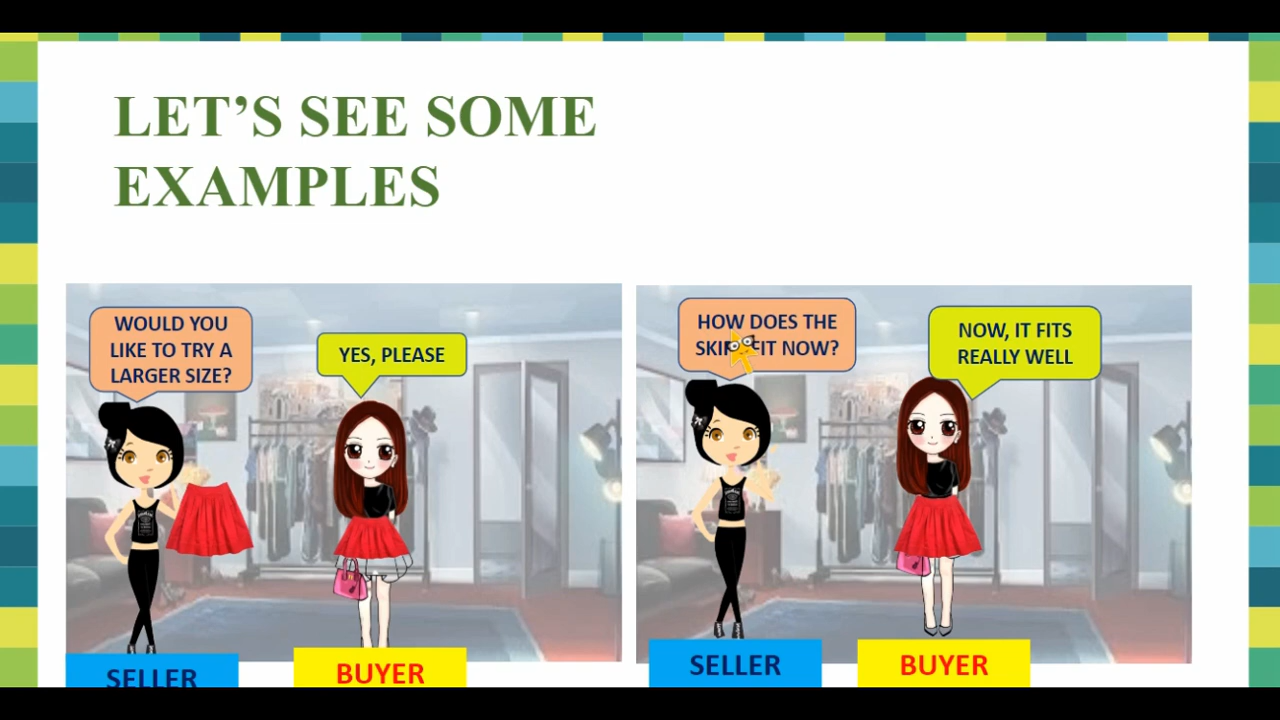 LET’S SEE SOME
EXAMPLES
WOULD YOU
LIKE TO TRY A
LARGER SIZE?
YES, PLEASE
SELLER
BUYER
HOW DOES THE
FIT NOW?
NOW, IT FITS
REALLY WELL
SELLER
BUYER